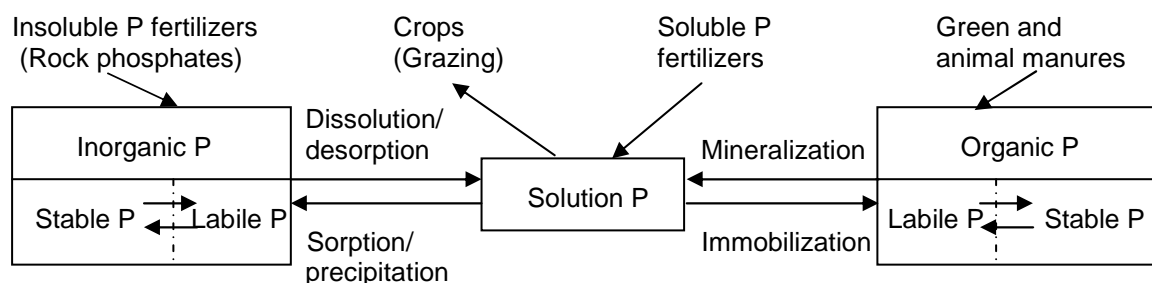 Insoluble P fertilizers
(Rock phosphates)
Crops
(Grazing)
Soluble P
fertilizers
Green and
animal manures
Inorganic P
Stable P
Labile P
Dissolution/
desorption
Sorption/
precipitation
Solution P
Mineralization
Immobilization
Organic P
Labile P
Stable P